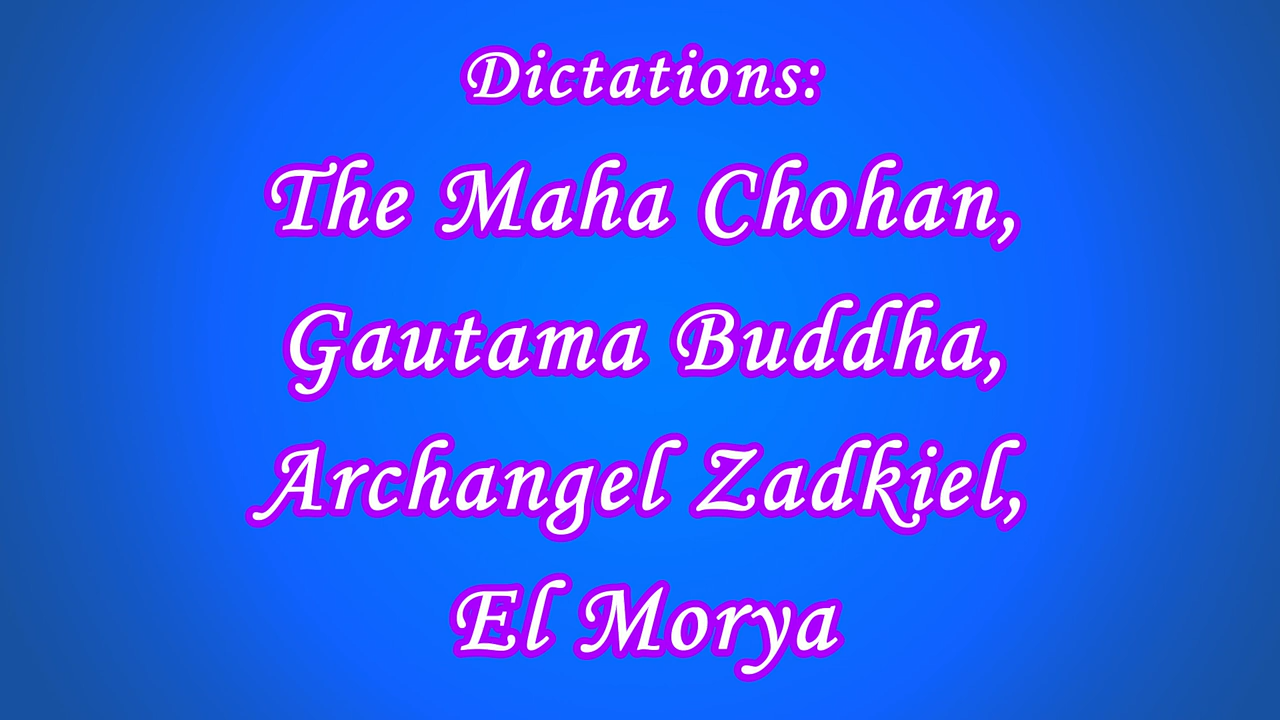 Dictations:
The Maha Chohan,
Gautama Buddha,
Archangel Zadkiel,
El Morya